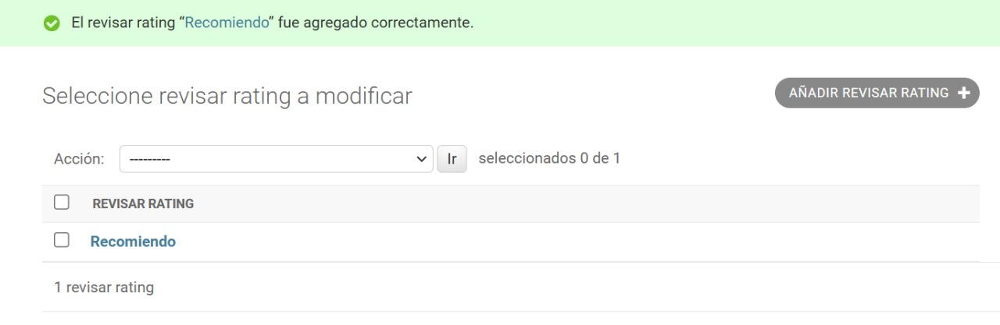 El revisar rating “Recomiendo” fue agregado correctamente.
Seleccione revisar rating a modificar
AÑADIR REVISAR RATING
Acción: --------- Ir seleccionados 0 de 1
REVISAR RATING
Recomiendo
1 revisar rating